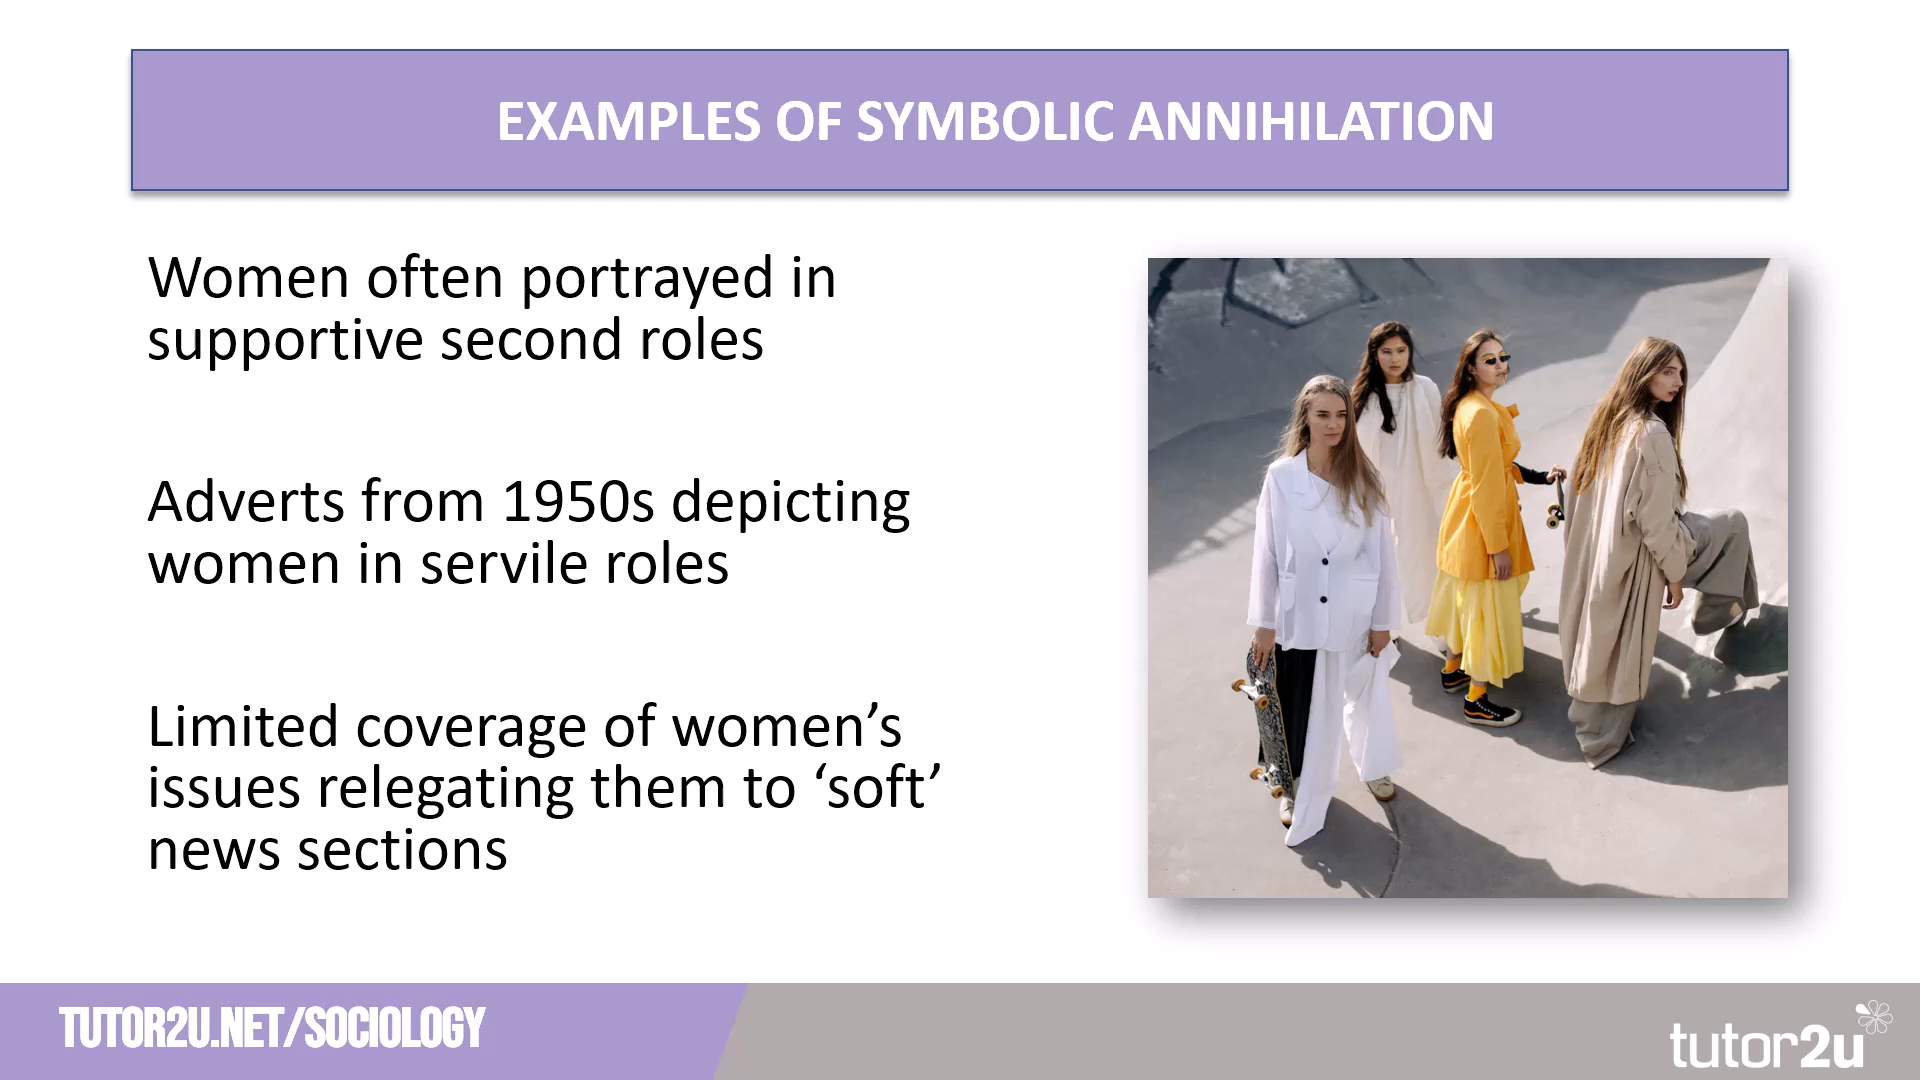 EXAMPLES OF SYMBOLIC ANNIHILATION
Women often portrayed in
supportive second roles
Adverts from 1950s depicting
women in servile roles
Limited coverage of women’s
issues relegating them to ‘soft’
news sections
TUTOR2U.NET/SOCIOLOGY
tutor2u